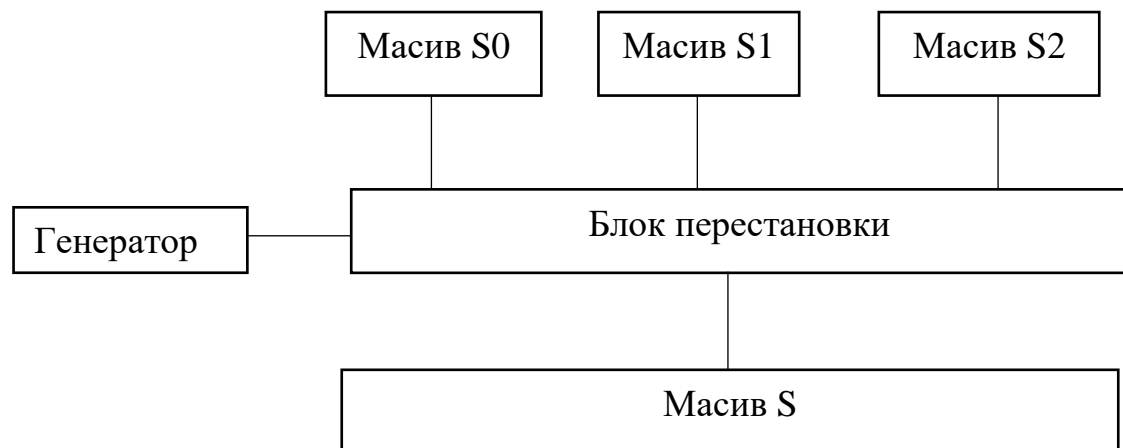 Масив S0
Масив S1
Масив S2
Генератор
Блок перестановки
Масив S